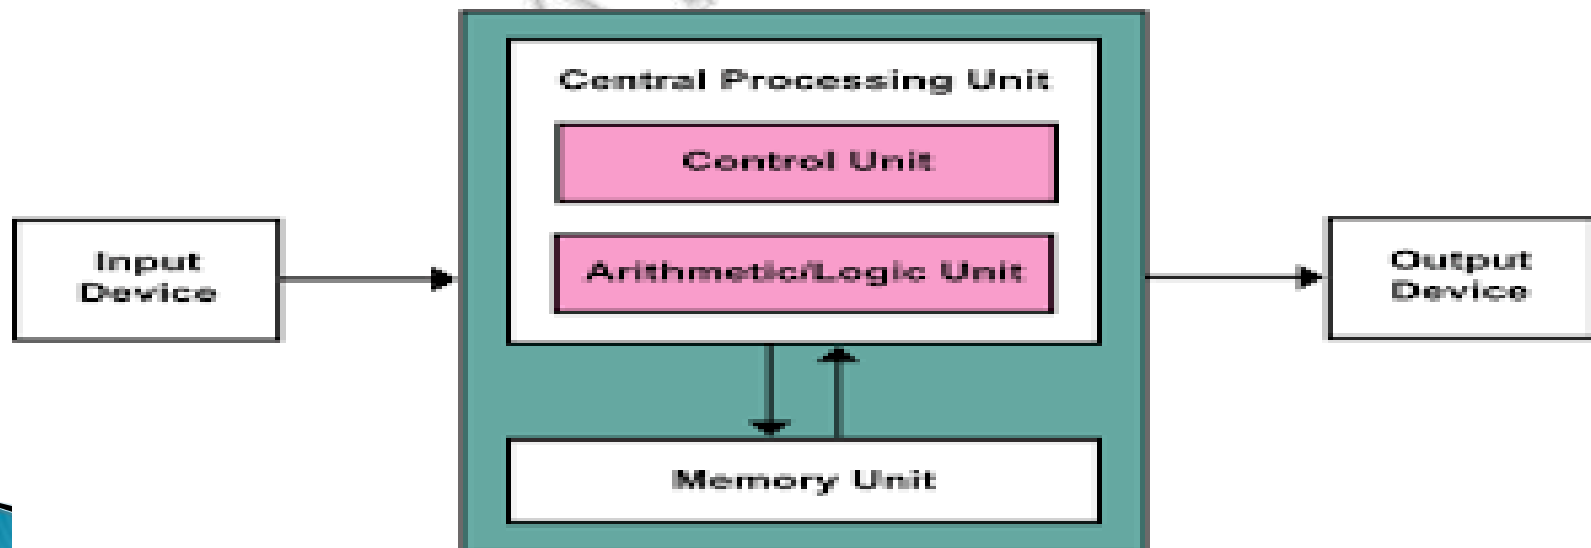 Central Processing Unit
Control Unit
Arithmetic/Logic Unit
Input
Device
Output
Device
Memory Unit